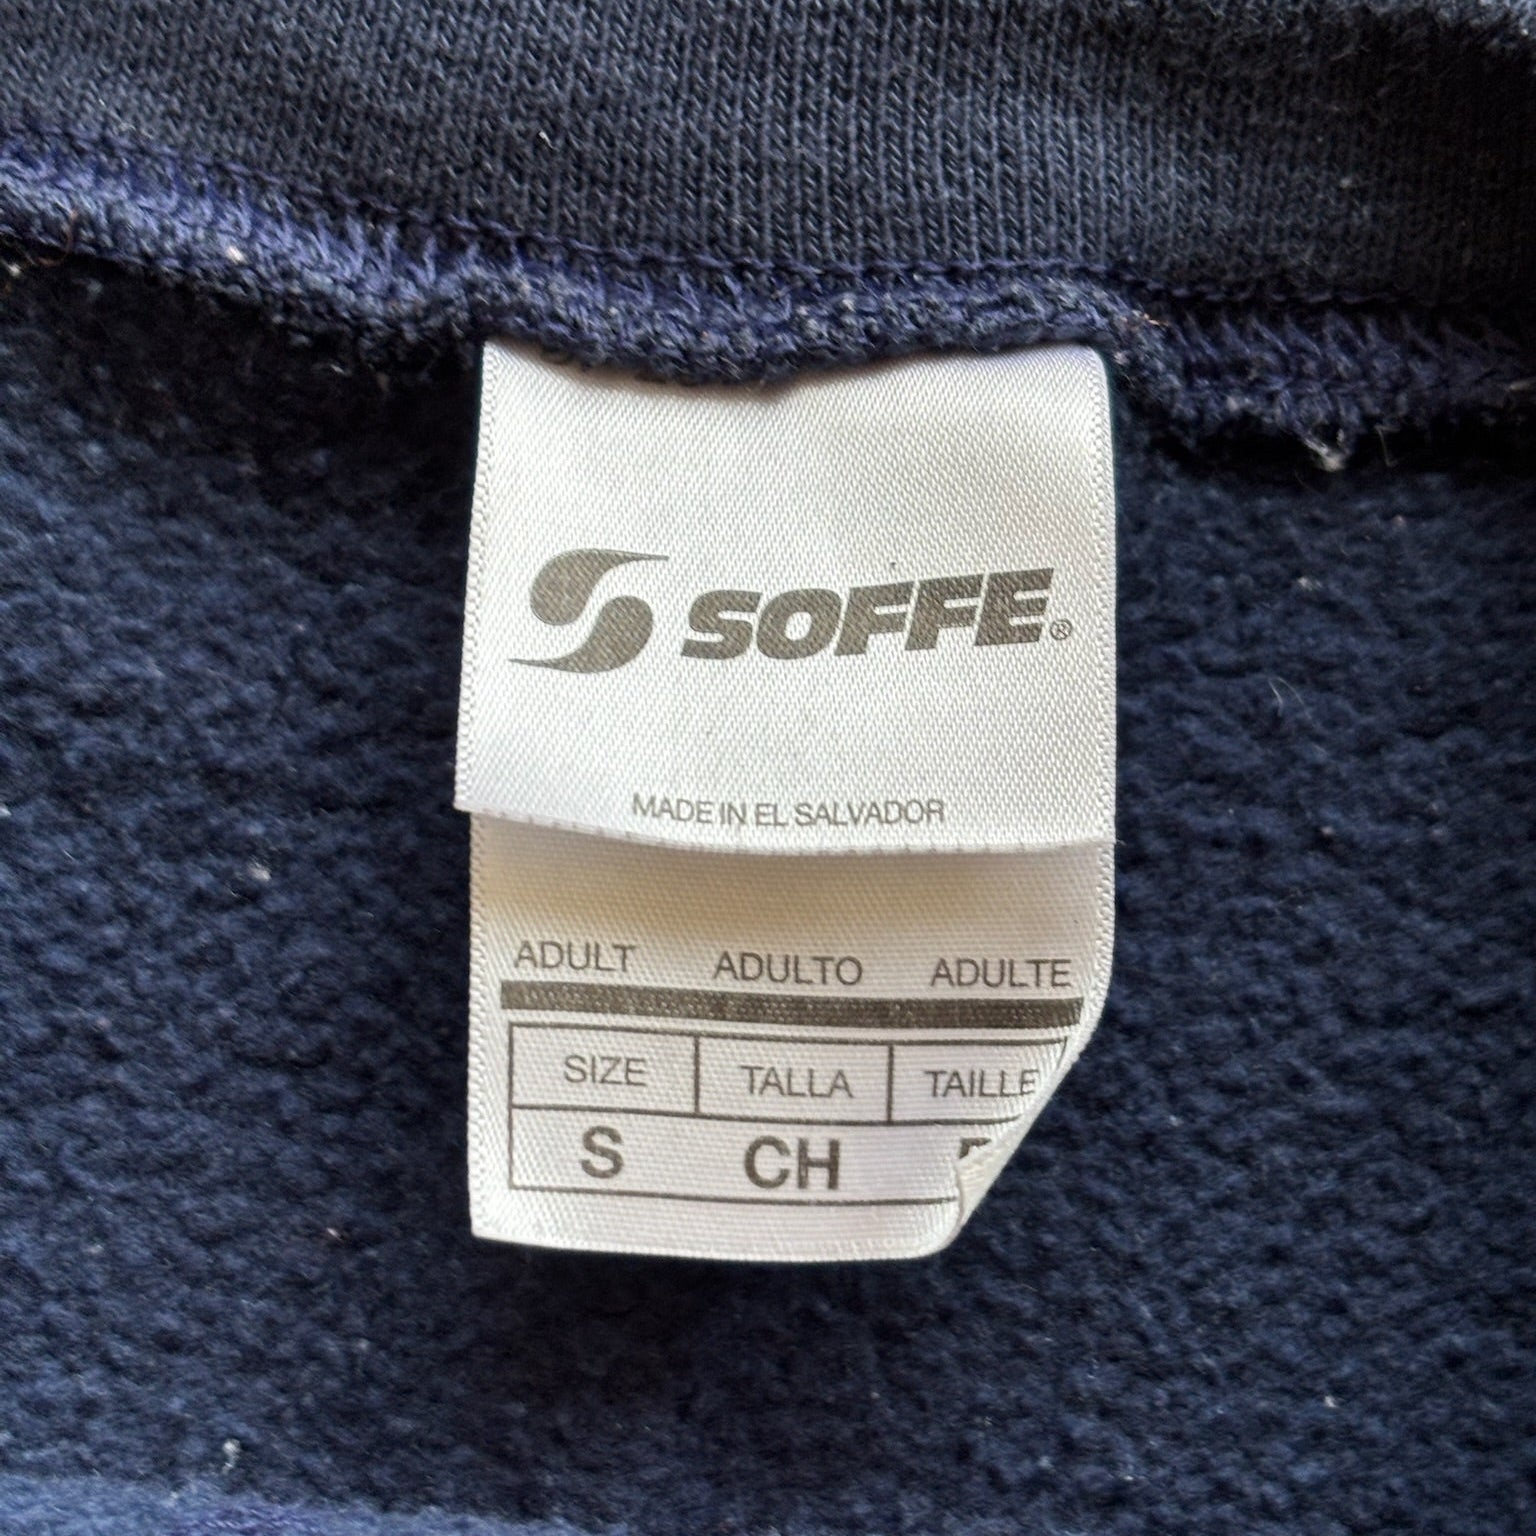 SOFFE®
MADE IN EL SALVADOR
ADULT ADULTO ADULTE
SIZE TALLA TAILLE
S CH